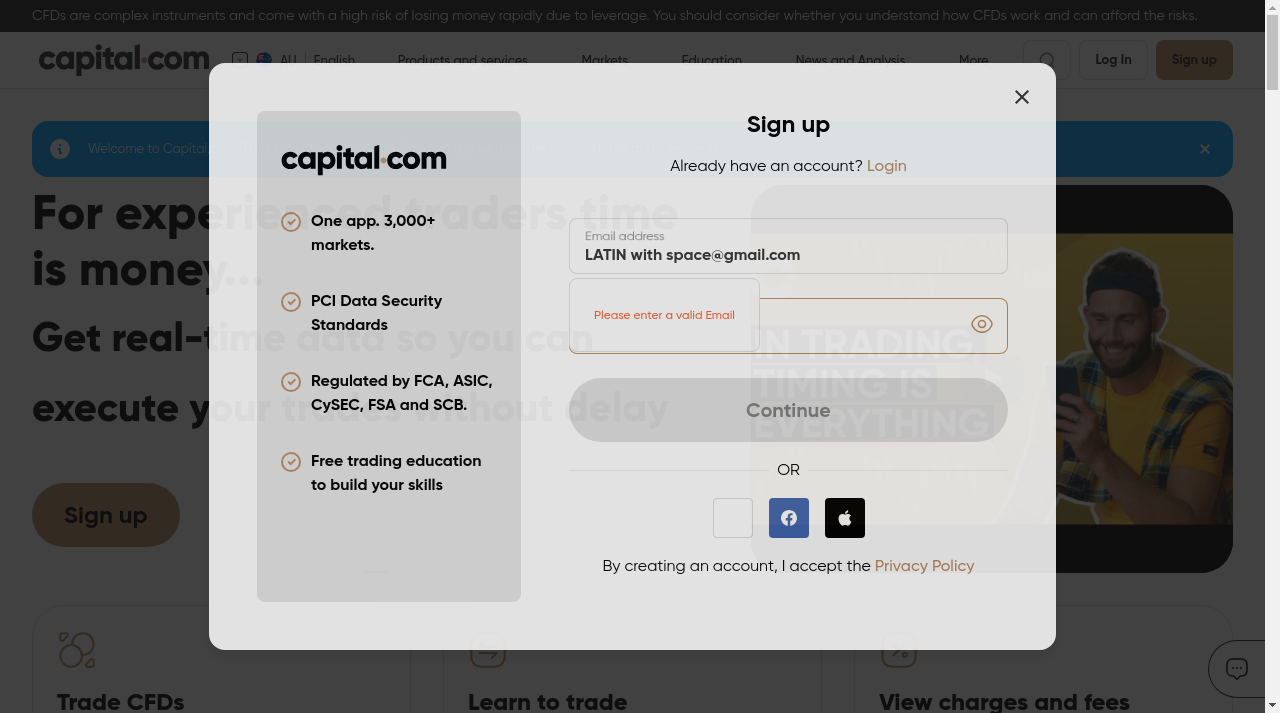 CFDs are complex instruments and come with a high risk of losing money rapidly due to leverage. You should consider whether you understand how CFDs work and can afford the risks.
capital.com
AU
English
Products and services
Markets
Education
News and Analysis
More
Log In
Sign up
Welcome to Capital.
For experienced traders time
is money...
Get real-time data so you can
execute your trades without delay
Sign up
IN TRADING
TIMING IS
EVERYTHING
capital.com
One app. 3,000+
markets.
PCI Data Security
Standards
Regulated by FCA, ASIC,
CySEC, FSA and SCB.
Free trading education
to build your skills
Sign up
Already have an account? Login
Email address
LATIN with space@gmail.com
Please enter a valid Email
Continue
OR
By creating an account, I accept the Privacy Policy
Trade CFDs
Learn to trade
View charges and fees